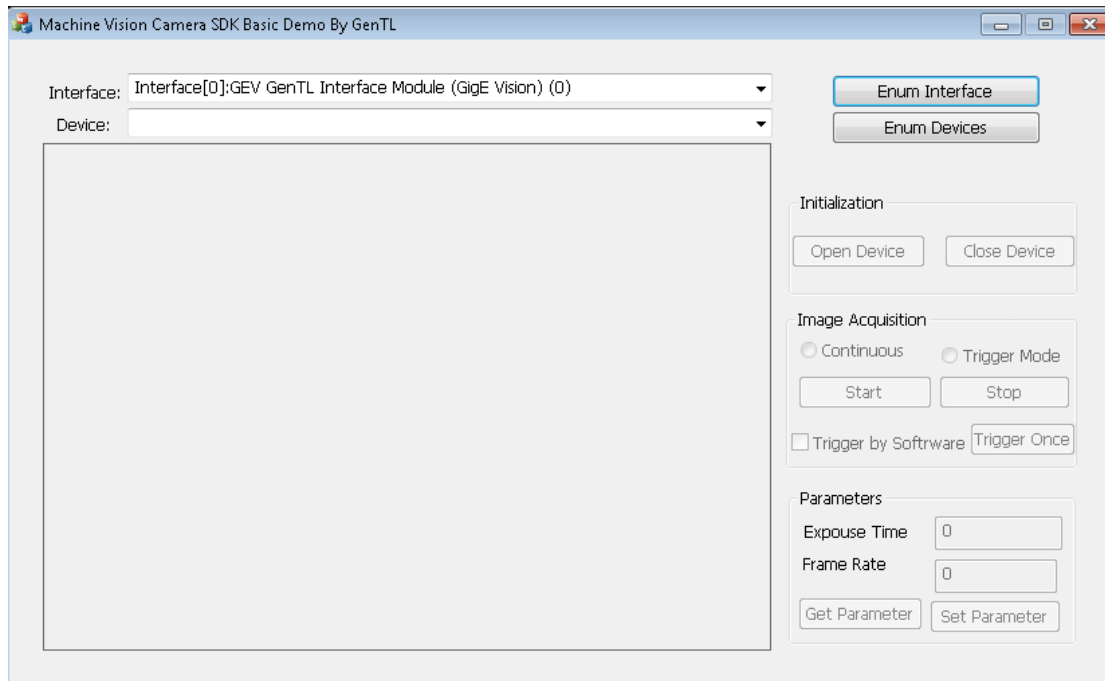 Machine Vision Camera SDK Basic Demo By GenTL
Interface: Interface[0]:GEV GenTL Interface Module (GigE Vision) (0)
Enum Interface
Device:
Enum Devices
Initialization
Open Device Close Device
Image Acquisition
Continuous Trigger Mode
Start Stop
Trigger by Softrware Trigger Once
Parameters
Expouse Time 0
Frame Rate 0
Get Parameter Set Parameter